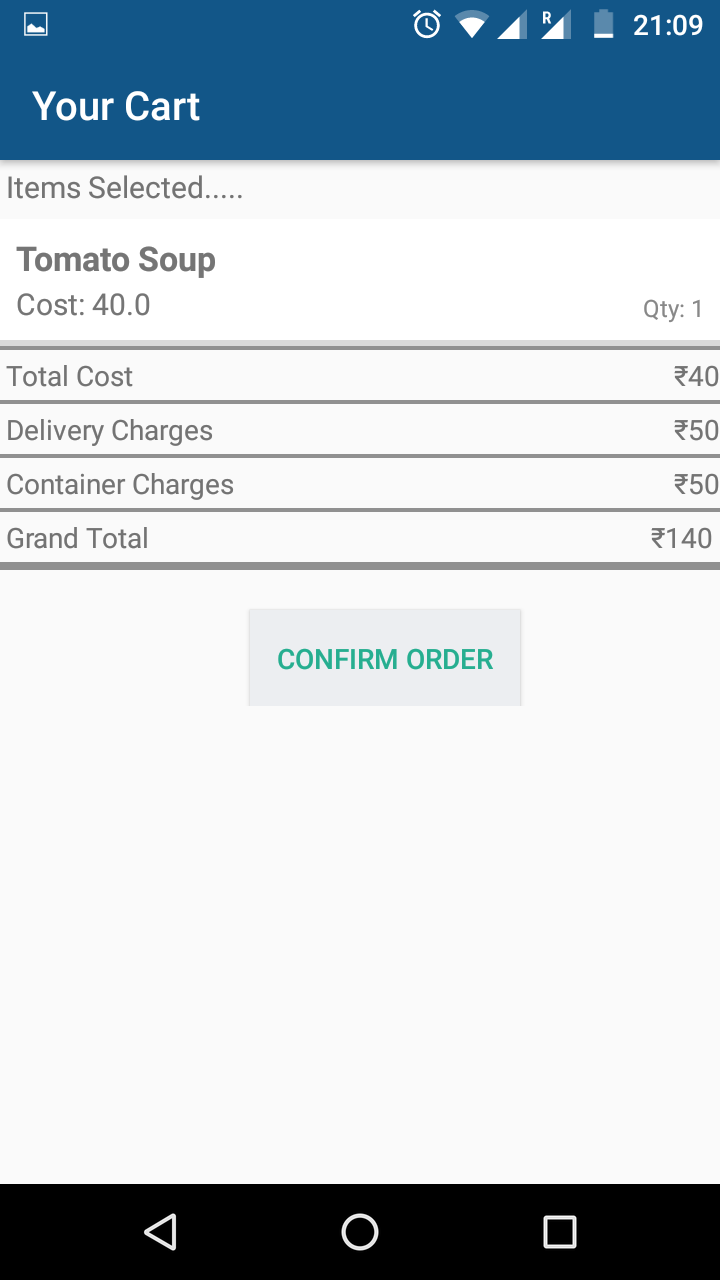 R 21:09
Your Cart
Items Selected.....
Tomato Soup
Cost: 40.0 Qty: 1
Total Cost ₹40
Delivery Charges ₹50
Container Charges ₹50
Grand Total ₹140
CONFIRM ORDER